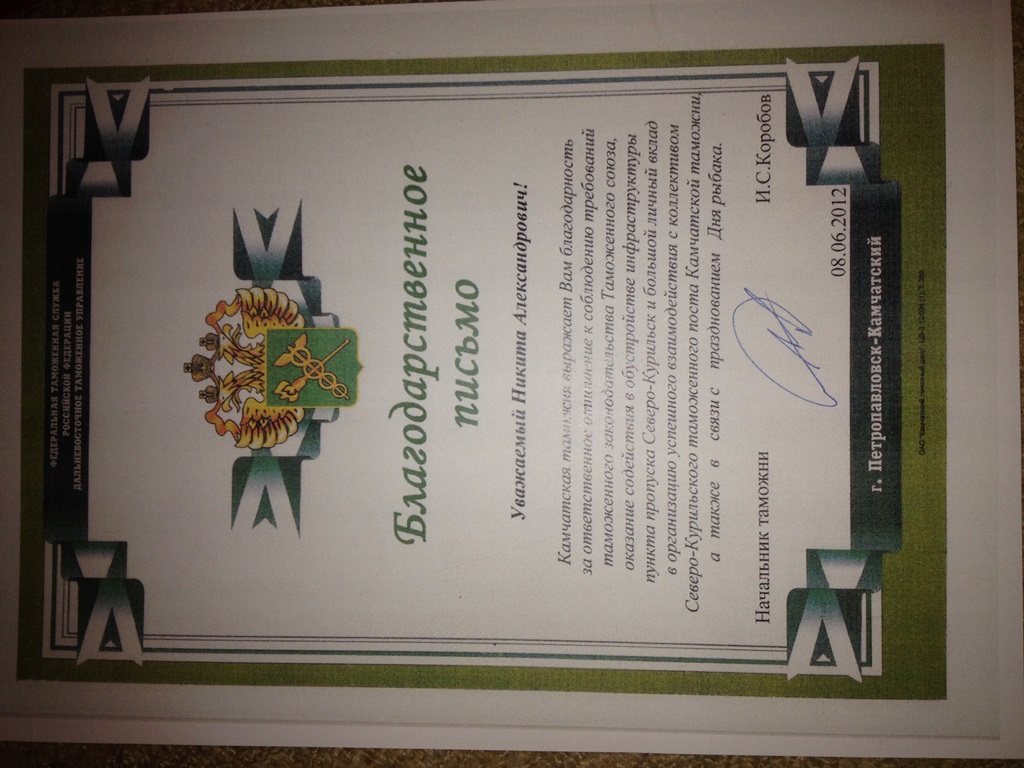 ФЕДЕРАЛЬНАЯ ТАМОЖЕННАЯ СЛУЖБА
РОССИЙСКОЙ ФЕДЕРАЦИИ
ДАЛЬНЕВОСТОЧНОЕ ТАМОЖЕННОЕ УПРАВЛЕНИЕ
Благодарственное
письмо
Уважаемый Никита Александрович!
Камчатская таможня выражает Вам благодарность
за ответственное отношение к соблюдению требований
таможенного законодательства Таможенного союза,
оказание содействия в обустройстве инфраструктуры
пункта пропуска Северо-Курильск и большой личный вклад
в организацию успешного взаимодействия с коллективом
Северо-Курильского таможенного поста Камчатской таможни,
а также в связи с празднованием Дня рыбака.
Начальник таможни И.С.Коробов
08.06.2012
г. Петропавловск-Камчатский